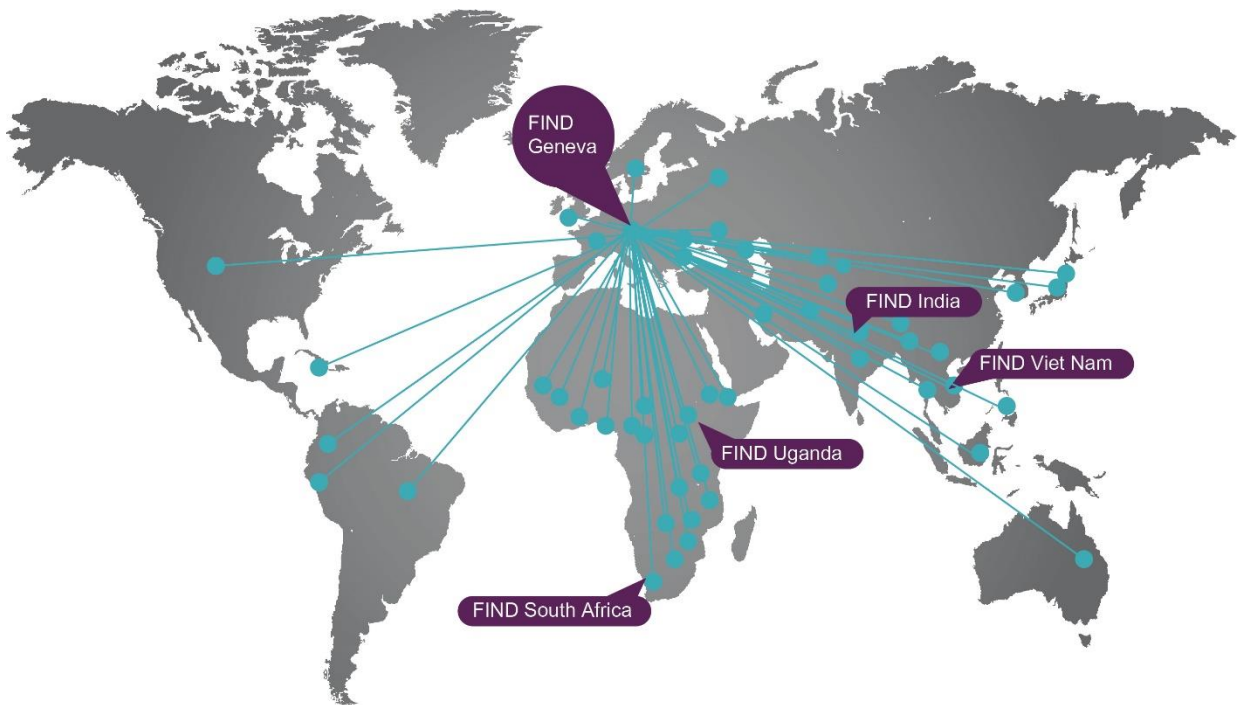 FIND
Geneva
FIND India
FIND Viet Nam
FIND Uganda
FIND South Africa